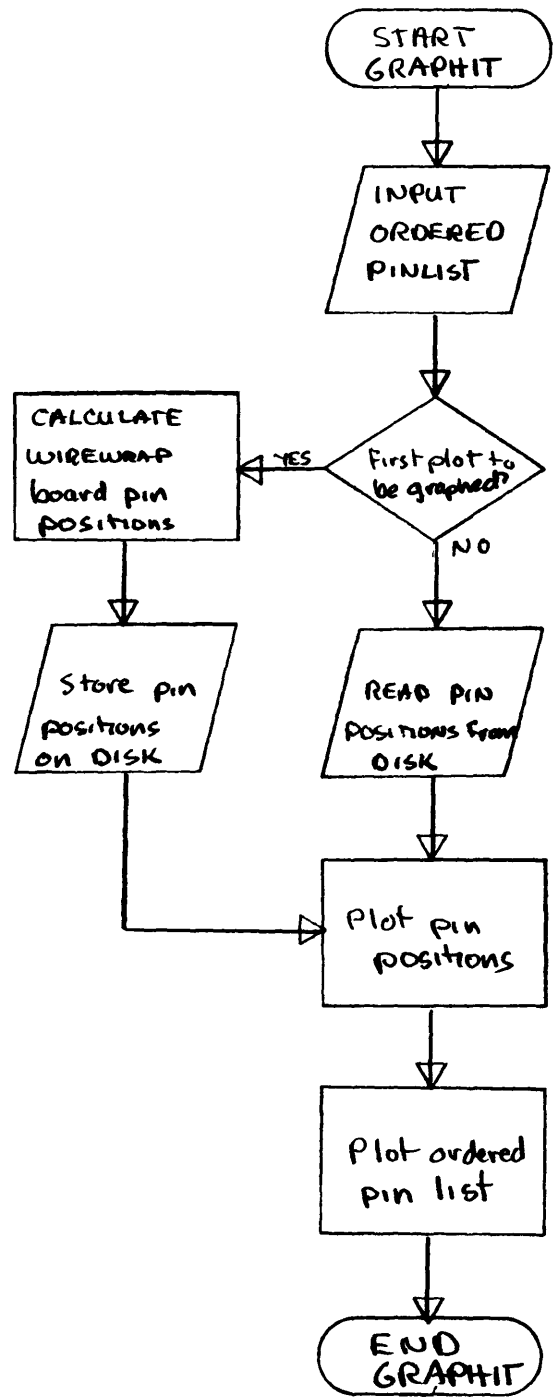 START
GRAPHIT
INPUT
ORDERED
PINLIST
First plot to
be graphed?
YES
NO
CALCULATE
WIREWRAP
board pin
positions
Store pin
positions
on DISK
READ PIN
POSITIONS From
DISK
Plot pin
positions
Plot ordered
pin list
END
GRAPHIT